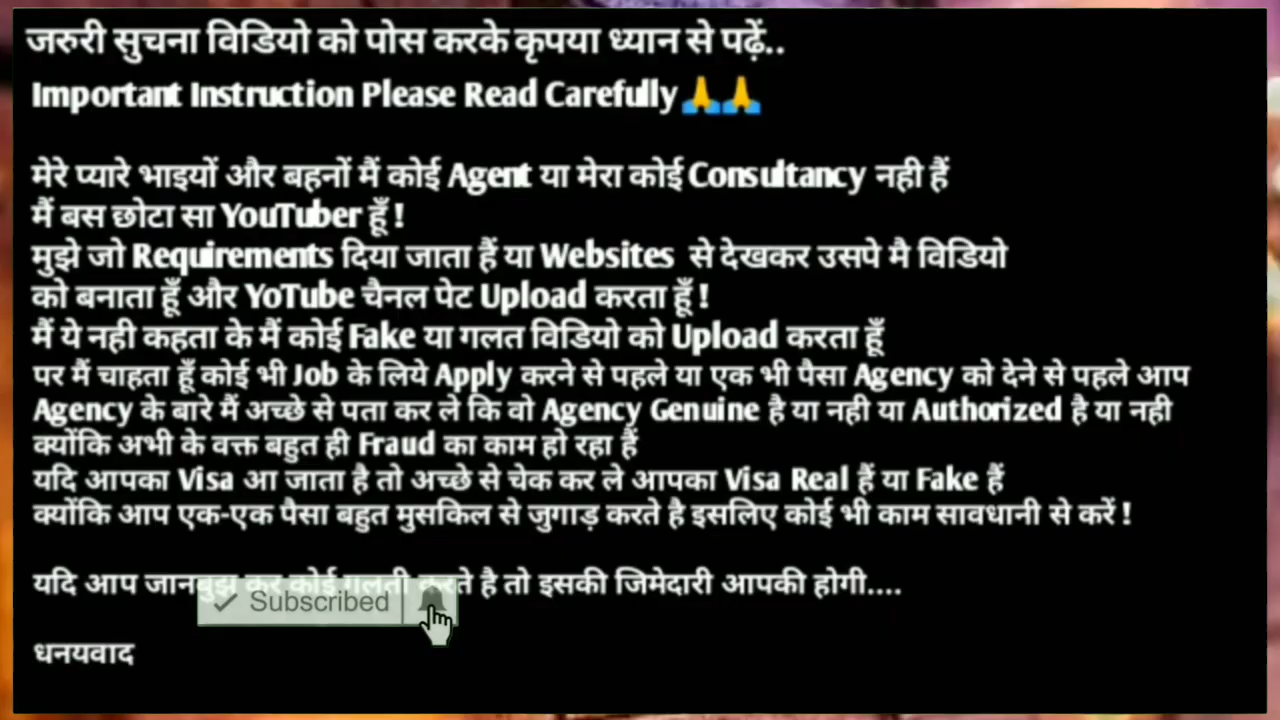 जरुरी सुचना विडियो को पोस करके कृपया ध्यान से पढ़ें..
Important Instruction Please Read Carefully🙏🙏
मेरे प्यारे भाइयों और बहनों मैं कोई Agent या मेरा कोई Consultancy नही हैं
मैं बस छोटा सा YouTuber हूँ !
मुझे जो Requirements दिया जाता हैं या Websites से देखकर उसपे मै विडियो
को बनाता हूँ और YoTube चैनल पेट Upload करता हूँ !
मैं ये नही कहता के मैं कोई Fake या गलत विडियो को Upload करता हूँ
पर मैं चाहता हूँ कोई भी Job के लिये Apply करने से पहले या एक भी पैसा Agency को देने से पहले आप
Agency के बारे मैं अच्छे से पता कर ले कि वो Agency Genuine है या नही या Authorized है या नही
क्योंकि अभी के वक्त बहुत ही Fraud का काम हो रहा हैं
यदि आपका Visa आ जाता है तो अच्छे से चेक कर ले आपका Visa Real हैं या Fake हैं
क्योंकि आप एक-एक पैसा बहुत मुसकिल से जुगाड़ करते है इसलिए कोई भी काम सावधानी से करें !
यदि आप जानबुझ कर कोई गलती करते है तो इसकी जिमेदारी आपकी होगी....
Subscribed
धनयवाद